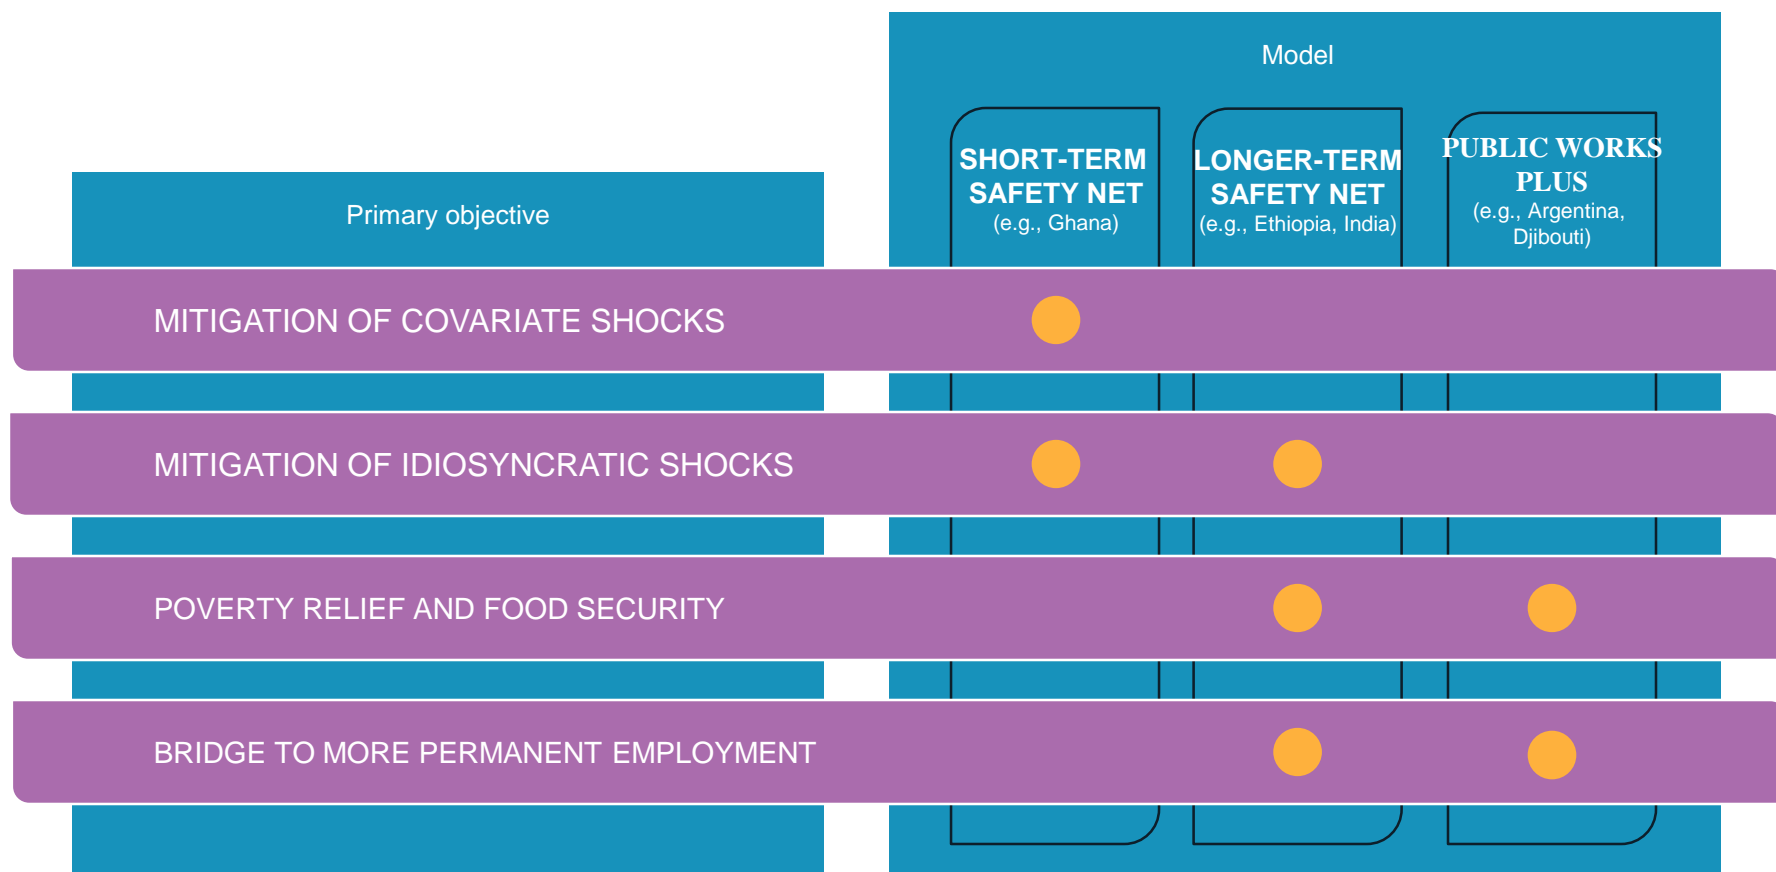 Model
SHORT-TERM
SAFETY NET
(e.g., Ghana)
LONGER-TERM
SAFETY NET
(e.g., Ethiopia, India)
PUBLIC WORKS
PLUS
(e.g., Argentina,
Djibouti)
Primary objective
MITIGATION OF COVARIATE SHOCKS
MITIGATION OF IDIOSYNCRATIC SHOCKS
POVERTY RELIEF AND FOOD SECURITY
BRIDGE TO MORE PERMANENT EMPLOYMENT